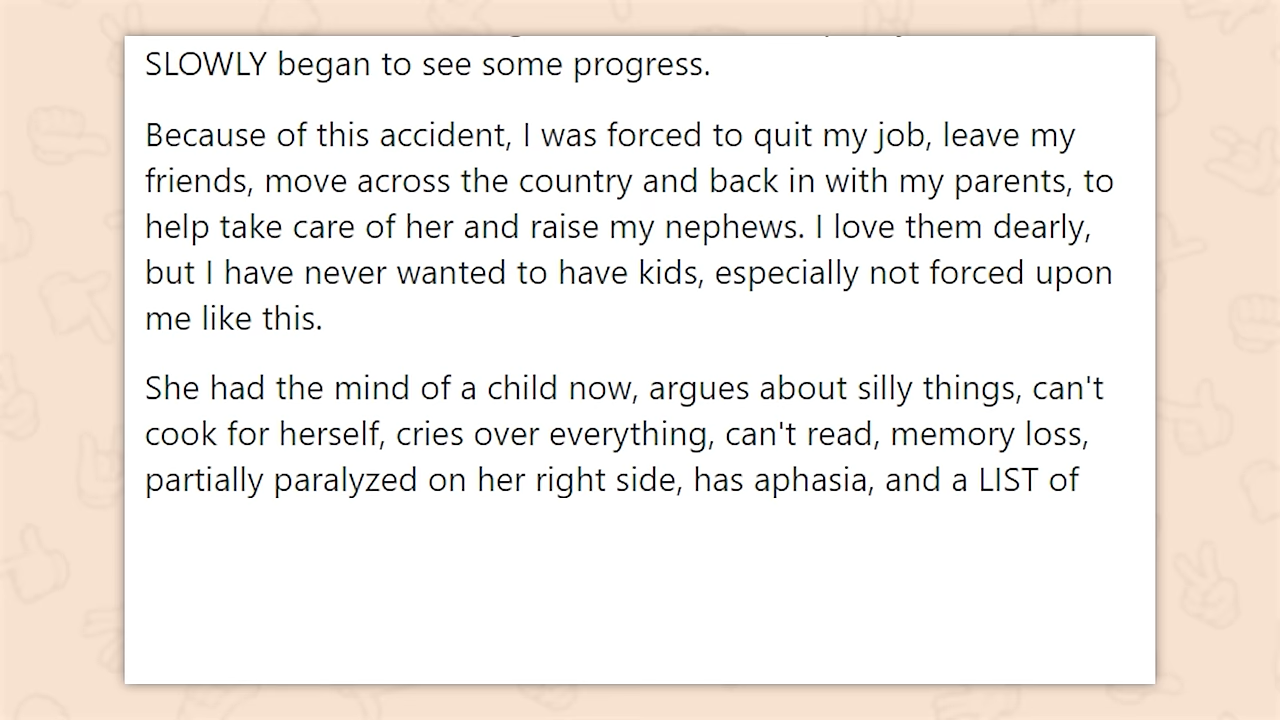 SLOWLY began to see some progress.
Because of this accident, I was forced to quit my job, leave my
friends, move across the country and back in with my parents, to
help take care of her and raise my nephews. I love them dearly,
but I have never wanted to have kids, especially not forced upon
me like this.
She had the mind of a child now, argues about silly things, can't
cook for herself, cries over everything, can't read, memory loss,
partially paralyzed on her right side, has aphasia, and a LIST of